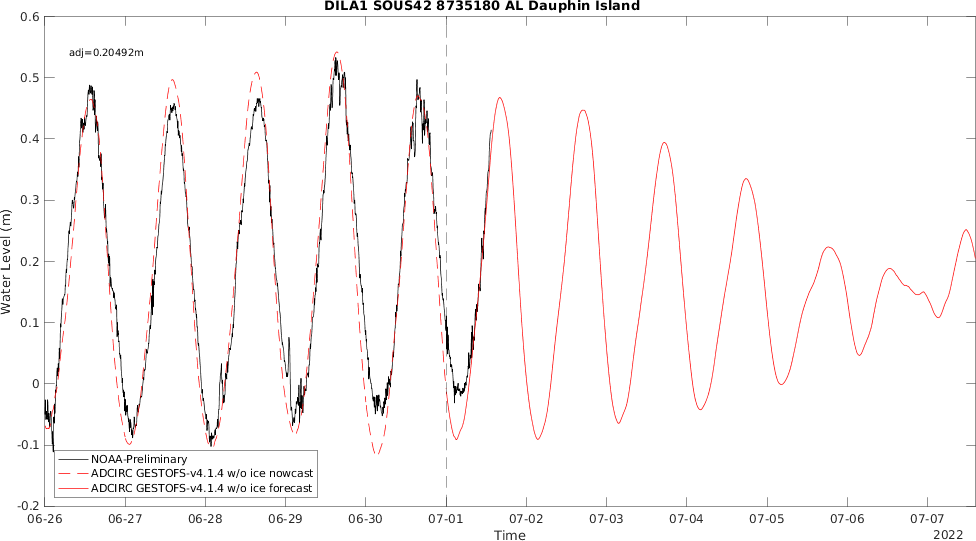 DILA1 SOUS42 8735180 AL Dauphin Island
0.6
adj=0.20492m
0.5
0.4
0.3
0.2
0.1
0
-0.1
-0.2
Water Level (m)
NOAA-Preliminary
ADCIRC GESTOFS-v4.1.4 w/o ice nowcast
ADCIRC GESTOFS-v4.1.4 w/o ice forecast
06-26 06-27 06-28 06-29 06-30 07-01 07-02 07-03 07-04 07-05 07-06 07-07
Time
2022